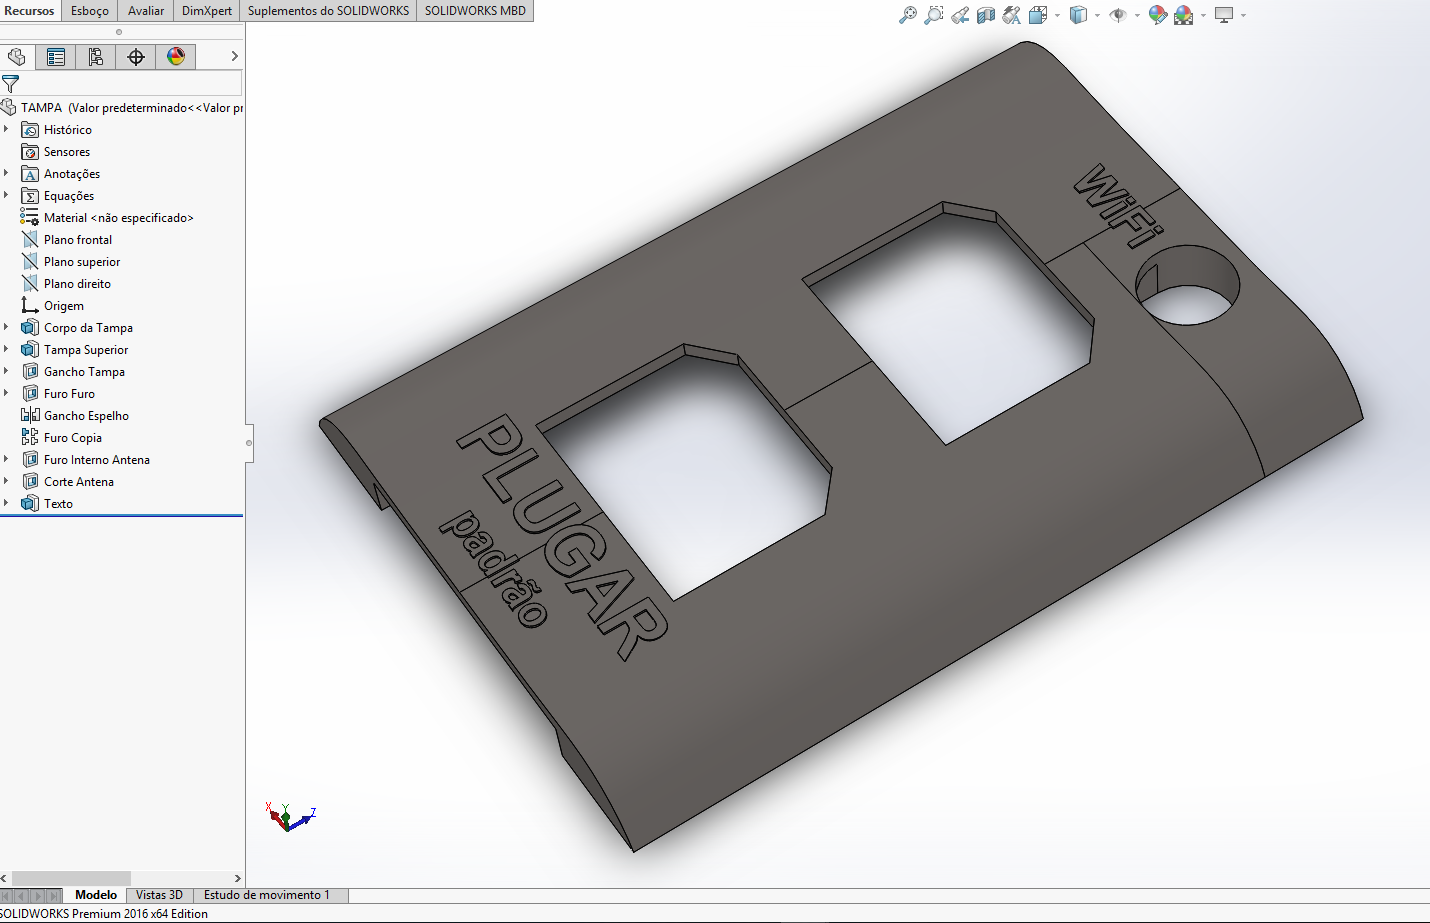 Recursos Esboço Avaliar DimXpert Suplementos do SOLIDWORKS SOLIDWORKS MBD
TAMPA (Valor predeterminado<<Valor pr
Histórico
Sensores
Anotações
Equações
Material <não especificado>
Plano frontal
Plano superior
Plano direito
Origem
Corpo da Tampa
Tampa Superior
Gancho Tampa
Furo Furo
Gancho Espelho
Furo Copia
Furo Interno Antena
Corte Antena
Texto
WiFi
PLUGAR
padrão
X Y Z
Modelo Vistas 3D Estudo de movimento 1
SOLIDWORKS Premium 2016 x64 Edition